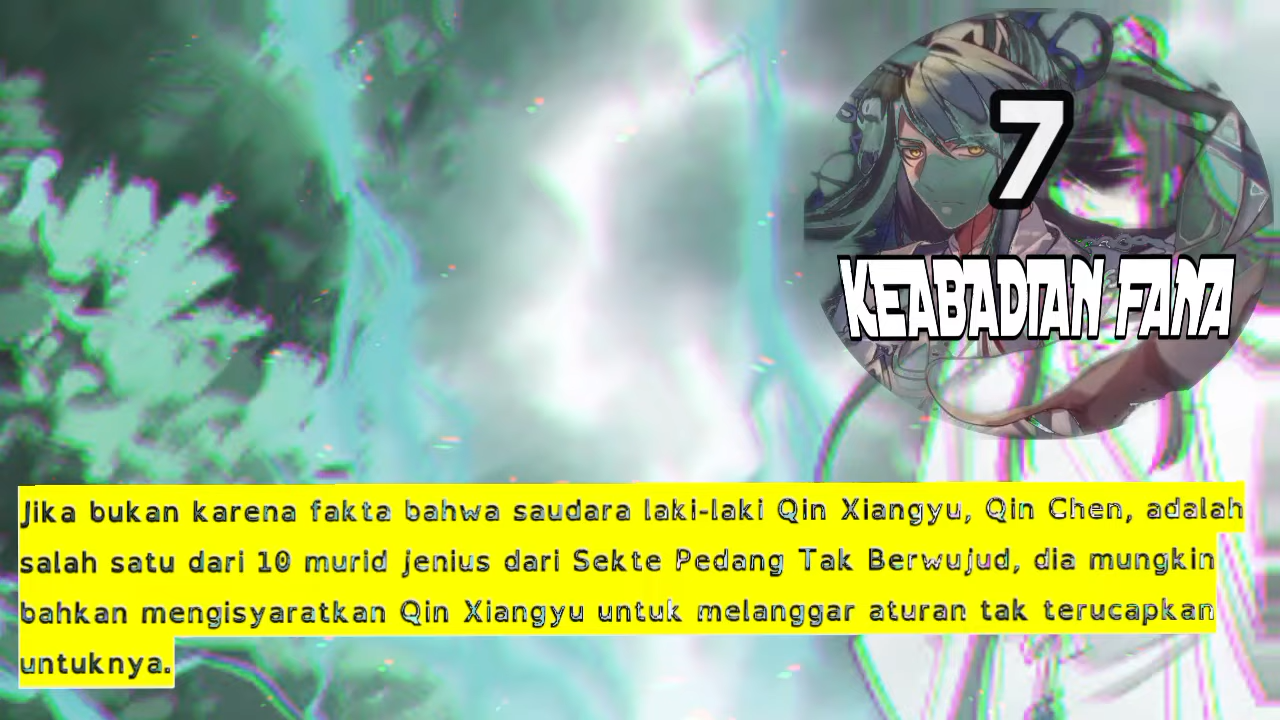 7
KEABADIAN FANA
Jika bukan karena fakta bahwa saudara laki-laki Qin Xiangyu, Qin Chen, adalah
salah satu dari 10 murid jenius dari Sekte Pedang Tak Berwujud, dia mungkin
bahkan mengisyaratkan Qin Xiangyu untuk melanggar aturan tak terucapkan
untuknya.